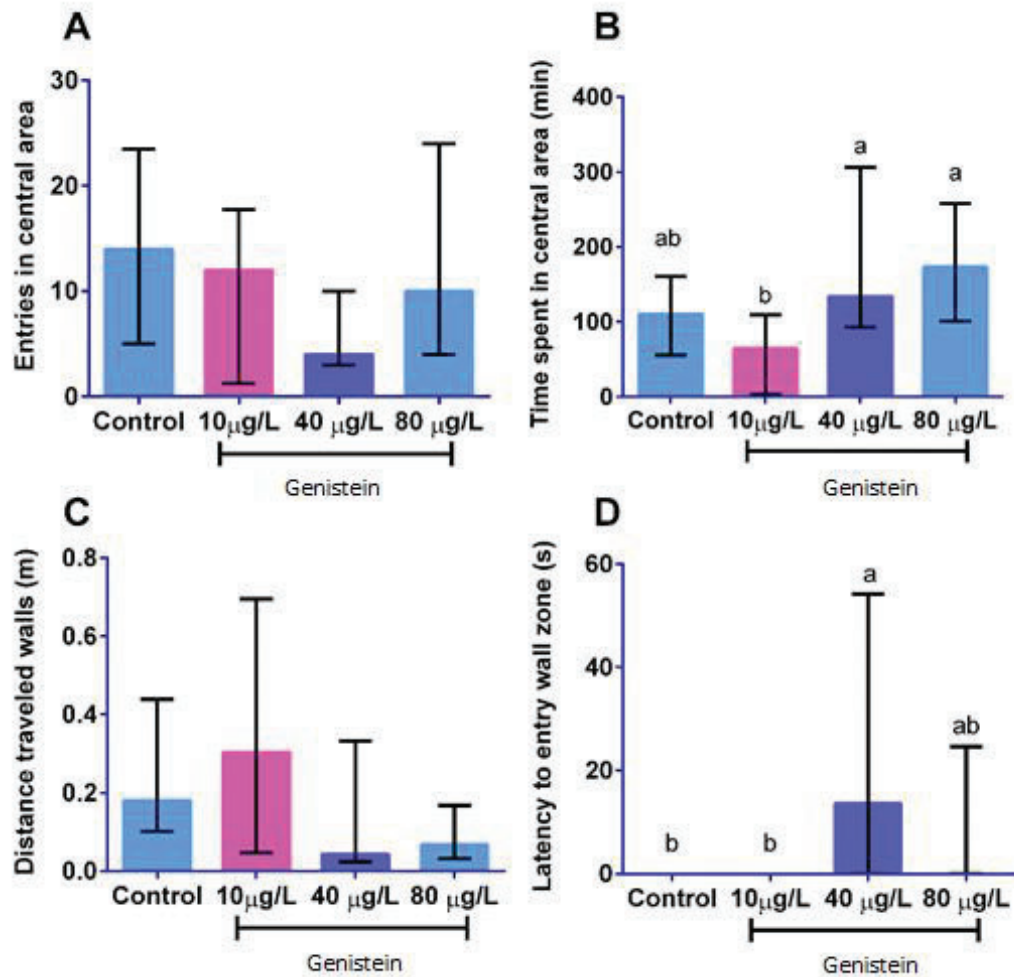 A
Entries in central area
30
20
10
0
Control 10μg/L 40 μg/L 80 μg/L
Genistein
B
Time spent in central area (min)
400
300
200
100
0
ab
b
a
a
Control 10μg/L 40 μg/L 80 μg/L
Genistein
C
Distance traveled walls (m)
0.8
0.6
0.4
0.2
0.0
Control 10μg/L 40 μg/L 80 μg/L
Genistein
D
Latency to entry wall zone (s)
60
40
20
0
b
b
a
ab
Control 10μg/L 40 μg/L 80 μg/L
Genistein